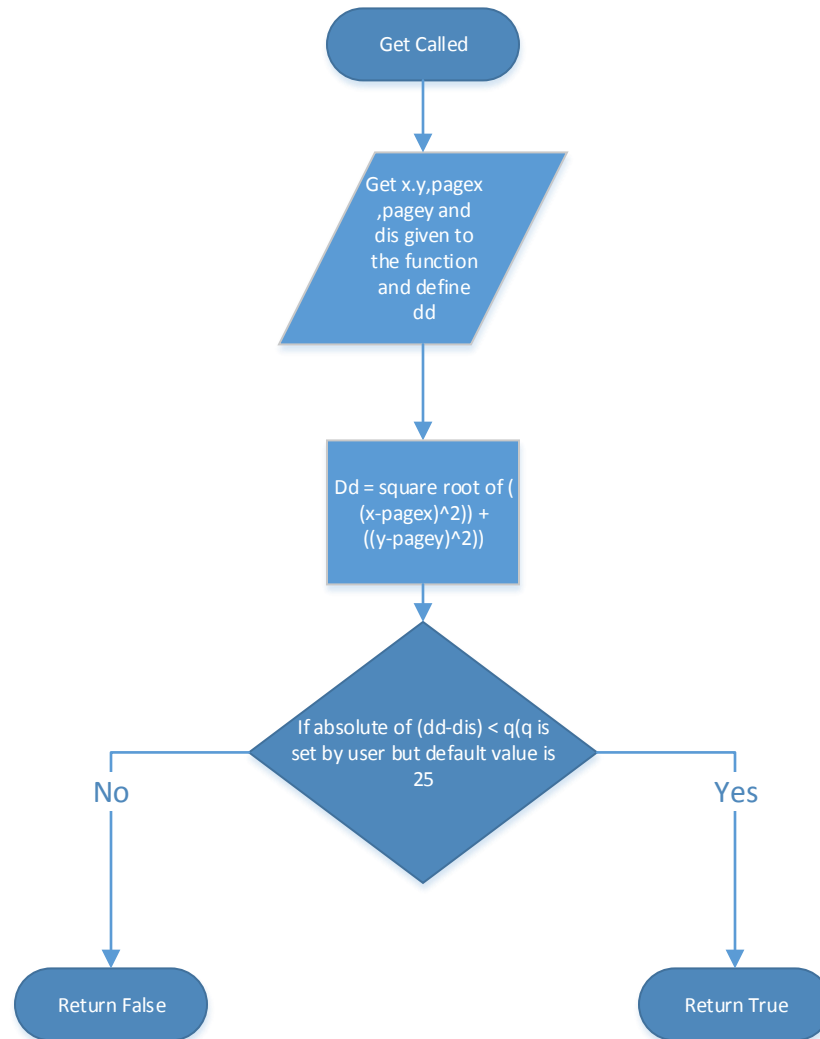 Get Called
Get x.y,pagex
,pagey and
dis given to
the function
and define
dd
Dd = square root of (
(x-pagex)^2)) +
((y-pagey)^2))
If absolute of (dd-dis) < q(q is
set by user but default value is
25
No
Yes
Return False
Return True